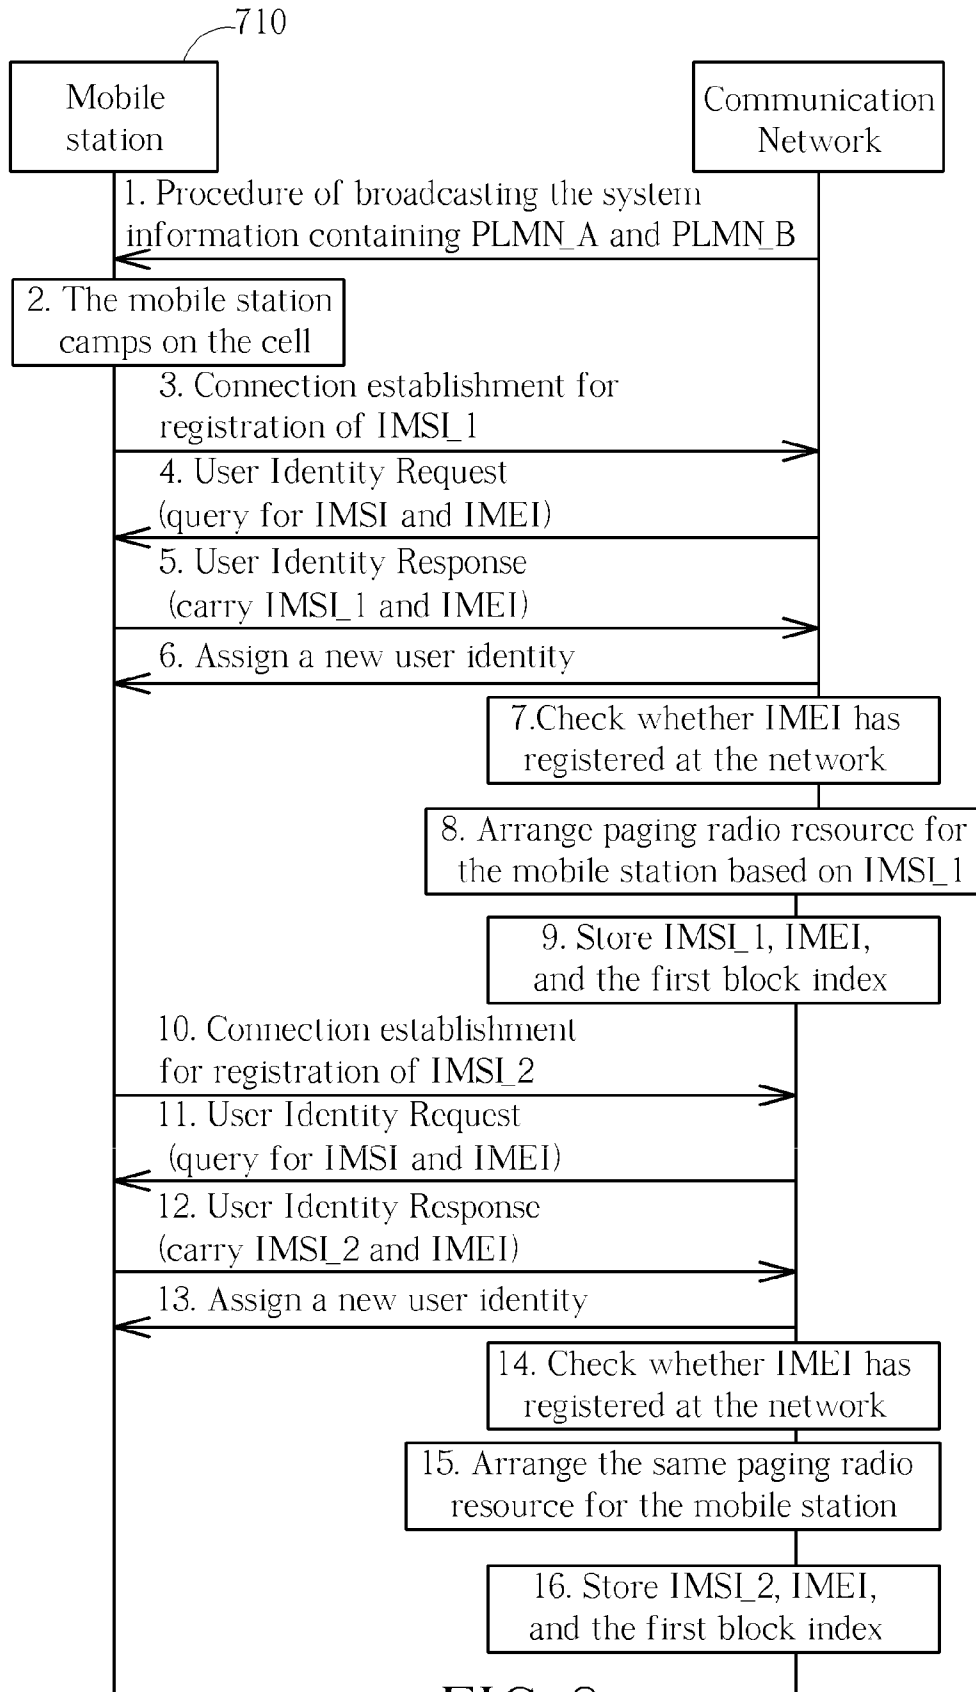 710
Mobile
station
Communication
Network
1. Procedure of broadcasting the system
information containing PLMN_A and PLMN_B
2. The mobile station
camps on the cell
3. Connection establishment for
registration of IMSI_1
4. User Identity Request
(query for IMSI and IMEI)
5. User Identity Response
(carry IMSI_1 and IMEI)
6. Assign a new user identity
7.Check whether IMEI has
registered at the network
8. Arrange paging radio resource for
the mobile station based on IMSI_1
9. Store IMSI_1, IMEI,
and the first block index
10. Connection establishment
for registration of IMSI_2
11. User Identity Request
(query for IMSI and IMEI)
12. User Identity Response
(carry IMSI_2 and IMEI)
13. Assign a new user identity
14. Check whether IMEI has
registered at the network
15. Arrange the same paging radio
resource for the mobile station
16. Store IMSI_2, IMEI,
and the first block index